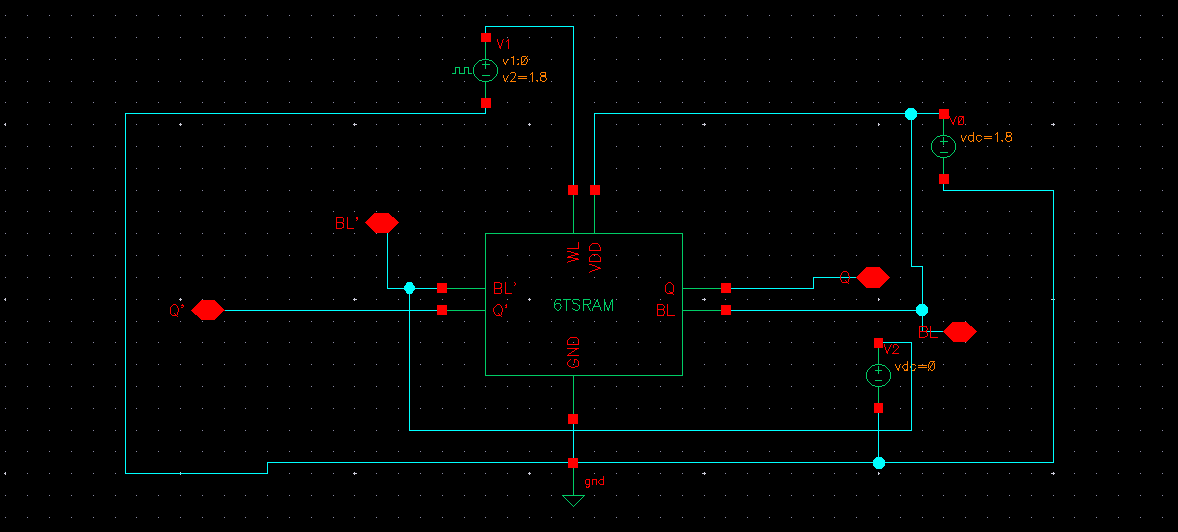 V1
v1:0
v2=1.8
V0
vdc=1.8
BL'
WL
VDD
Q
BL'
Q
Q'
6TSRAM
BL
Q'
BL
GND
V2
vdc=0
gnd